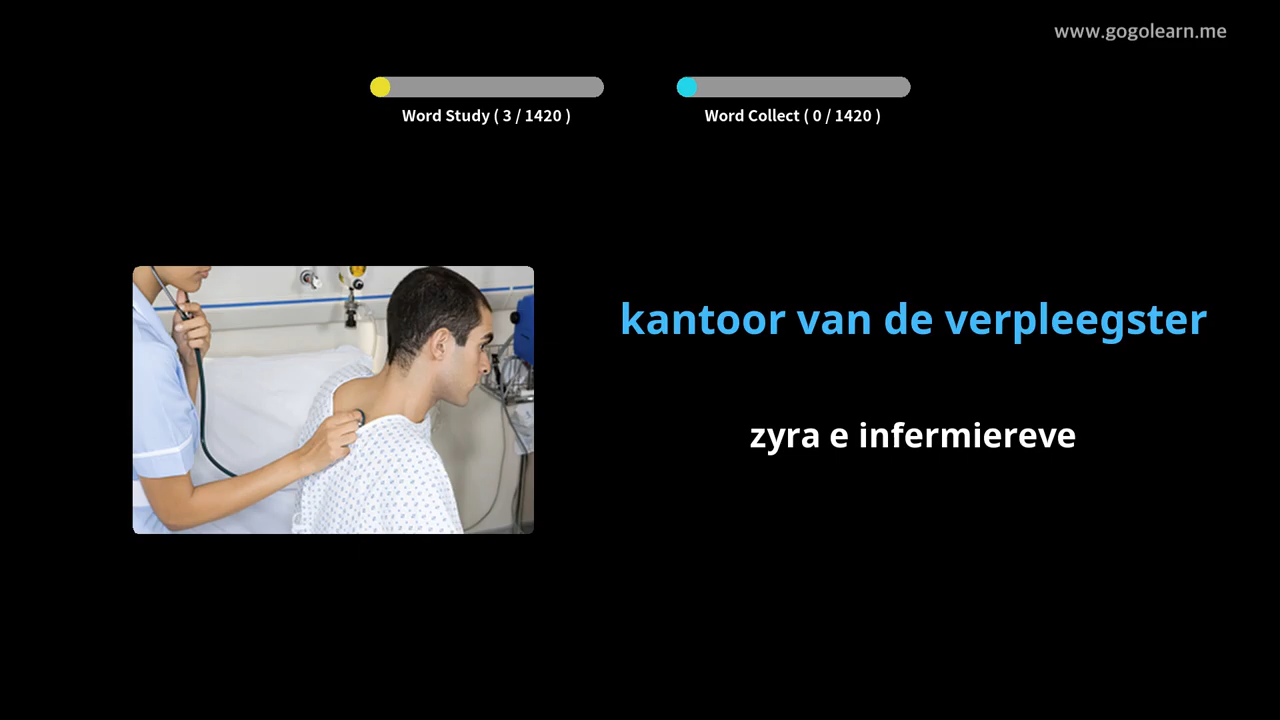 www.gogolearn.me
Word Study ( 3 / 1420 )
Word Collect ( 0 / 1420 )
kantoor van de verpleegster
zyra e infermiereve